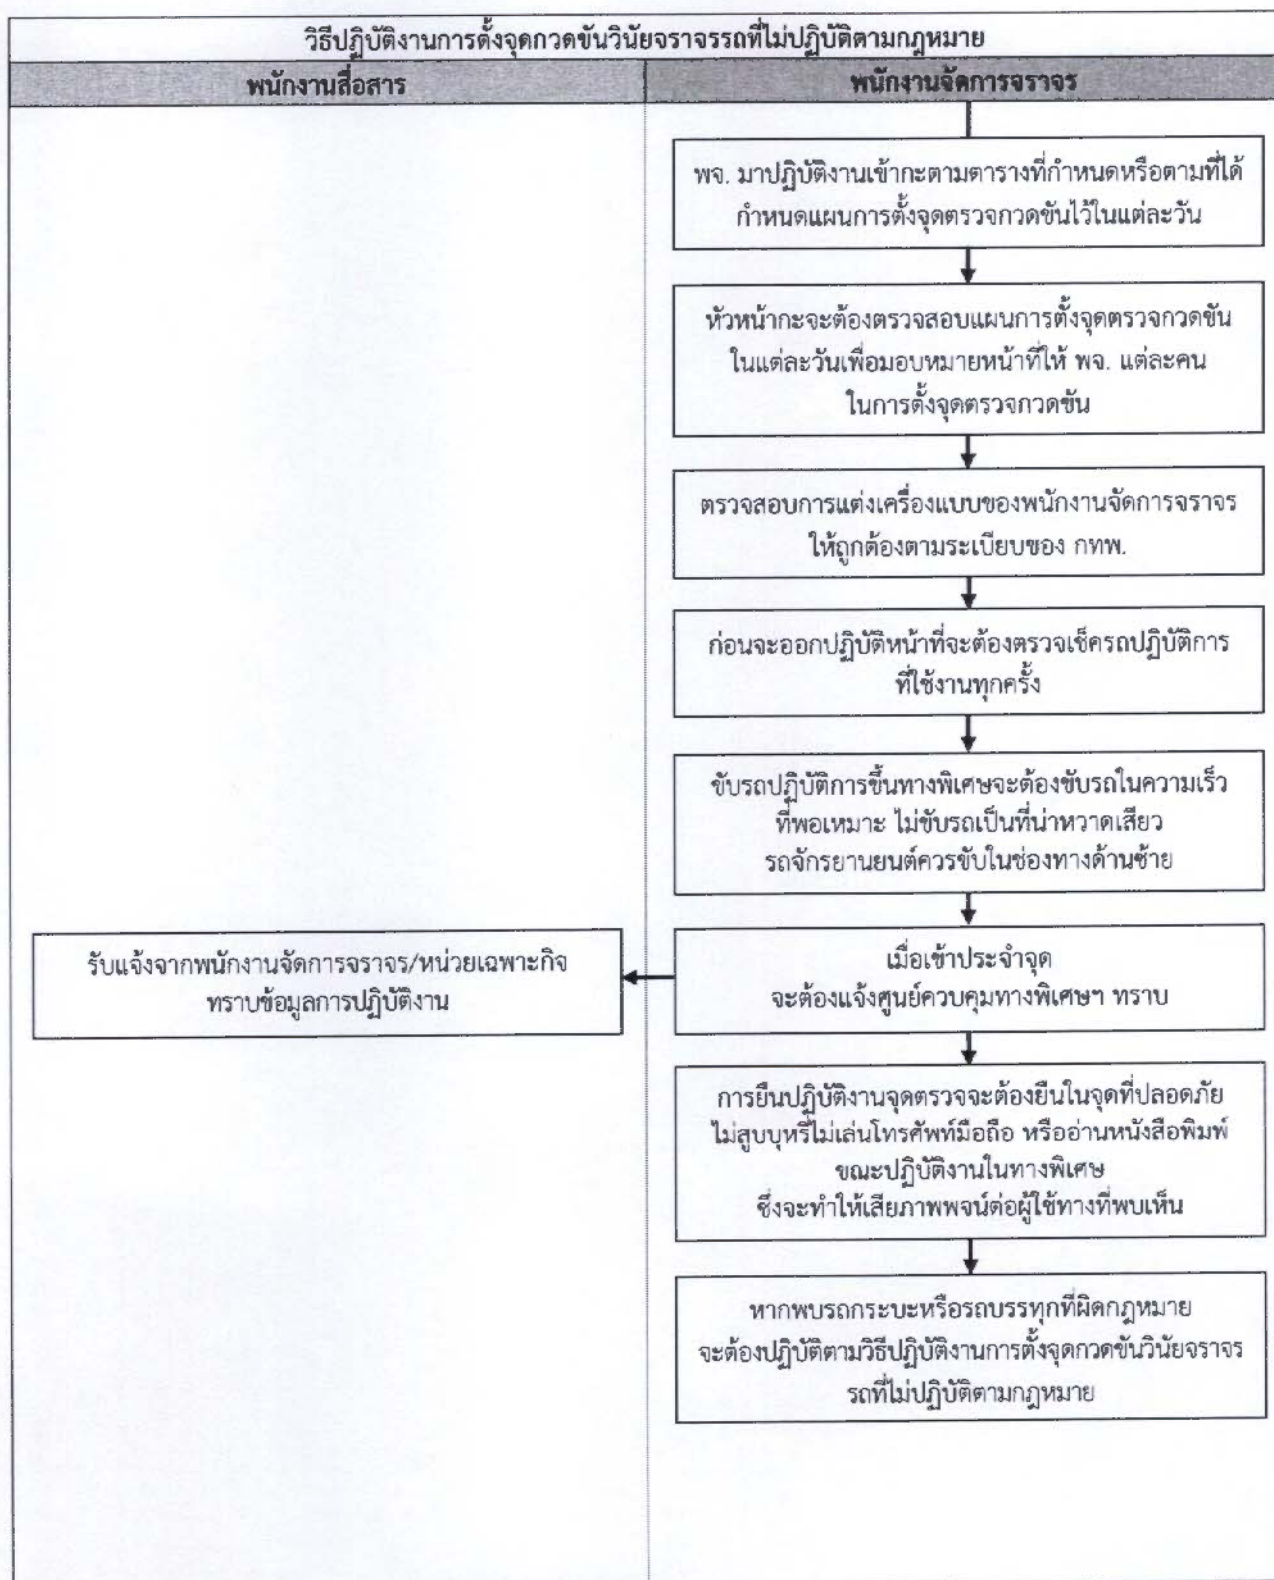 วิธีปฏิบัติงานการตั้งจุดกวดขันวินัยจราจรรถที่ไม่ปฏิบัติตามกฎหมาย
พนักงานสื่อสาร
พนักงานจัดการจราจร
พจ. มาปฏิบัติงานเข้ากะตามตารางที่กำหนดหรือตามที่ได้
กำหนดแผนการตั้งจุดตรวจกวดขันไว้ในแต่ละวัน
หัวหน้ากะจะต้องตรวจสอบแผนการตั้งจุดตรวจกวดขัน
ในแต่ละวันเพื่อมอบหมายหน้าที่ให้ พจ. แต่ละคน
ในการตั้งจุดตรวจกวดขัน
ตรวจสอบการแต่งเครื่องแบบของพนักงานจัดการจราจร
ให้ถูกต้องตามระเบียบของ กทพ.
ก่อนจะออกปฏิบัติหน้าที่จะต้องตรวจเช็ครถปฏิบัติการ
ที่ใช้งานทุกครั้ง
ขับรถปฏิบัติการขึ้นทางพิเศษจะต้องขับรถในความเร็ว
ที่พอเหมาะ ไม่ขับรถเป็นที่น่าหวาดเสียว
รถจักรยานยนต์ควรขับในช่องทางด้านซ้าย
รับแจ้งจากพนักงานจัดการจราจร/หน่วยเฉพาะกิจ
ทราบข้อมูลการปฏิบัติงาน
เมื่อเข้าประจำจุด
จะต้องแจ้งศูนย์ควบคุมทางพิเศษฯ ทราบ
การยืนปฏิบัติงานจุดตรวจจะต้องยืนในจุดที่ปลอดภัย
ไม่สูบบุหรี่ไม่เล่นโทรศัพท์มือถือ หรืออ่านหนังสือพิมพ์
ขณะปฏิบัติงานในทางพิเศษ
ซึ่งจะทำให้เสียภาพพจน์ต่อผู้ใช้ทางที่พบเห็น
หากพบรถกระบะหรือรถบรรทุกที่ผิดกฎหมาย
จะต้องปฏิบัติตามวิธีปฏิบัติงานการตั้งจุดกวดขันวินัยจราจร
รถที่ไม่ปฏิบัติตามกฎหมาย